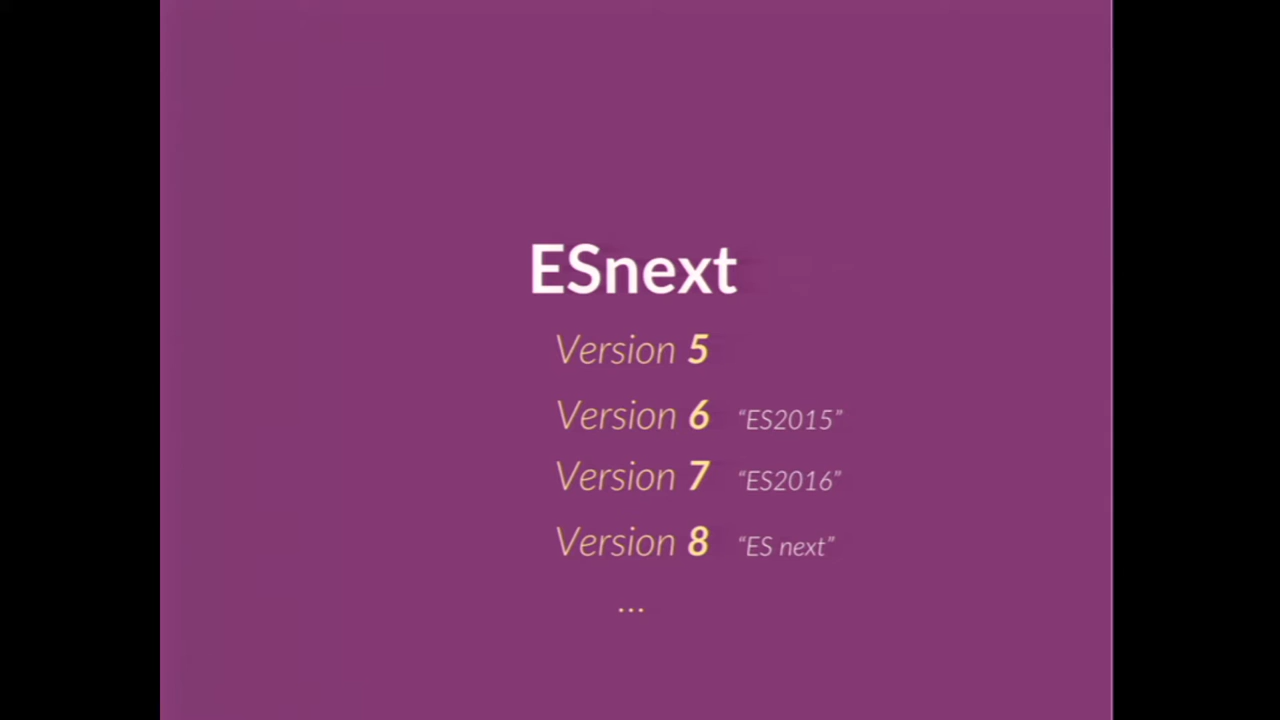 ESnext
Version 5
Version 6 “ES2015”
Version 7 “ES2016”
Version 8 “ES next”
...